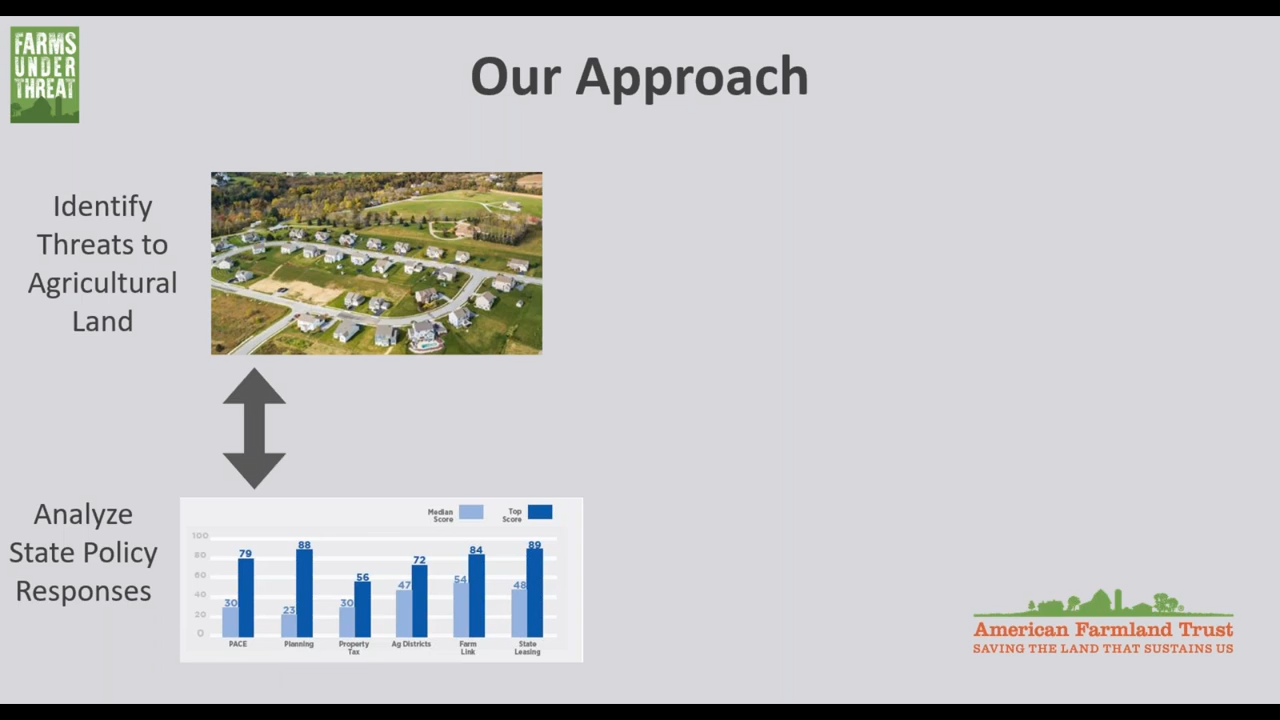 FARMS
UNDER
THREAT
Our Approach
Identify
Threats to
Agricultural
Land
Analyze
State Policy
Responses
Median
Score
Top
Score
100
80
60
40
20
0
30
79
23
88
30
56
47
72
54
84
48
89
PACE
Planning
Property
Tax
Ag Districts
Farm
Link
State
Leasing
American Farmland Trust
SAVING THE LAND THAT SUSTAINS US